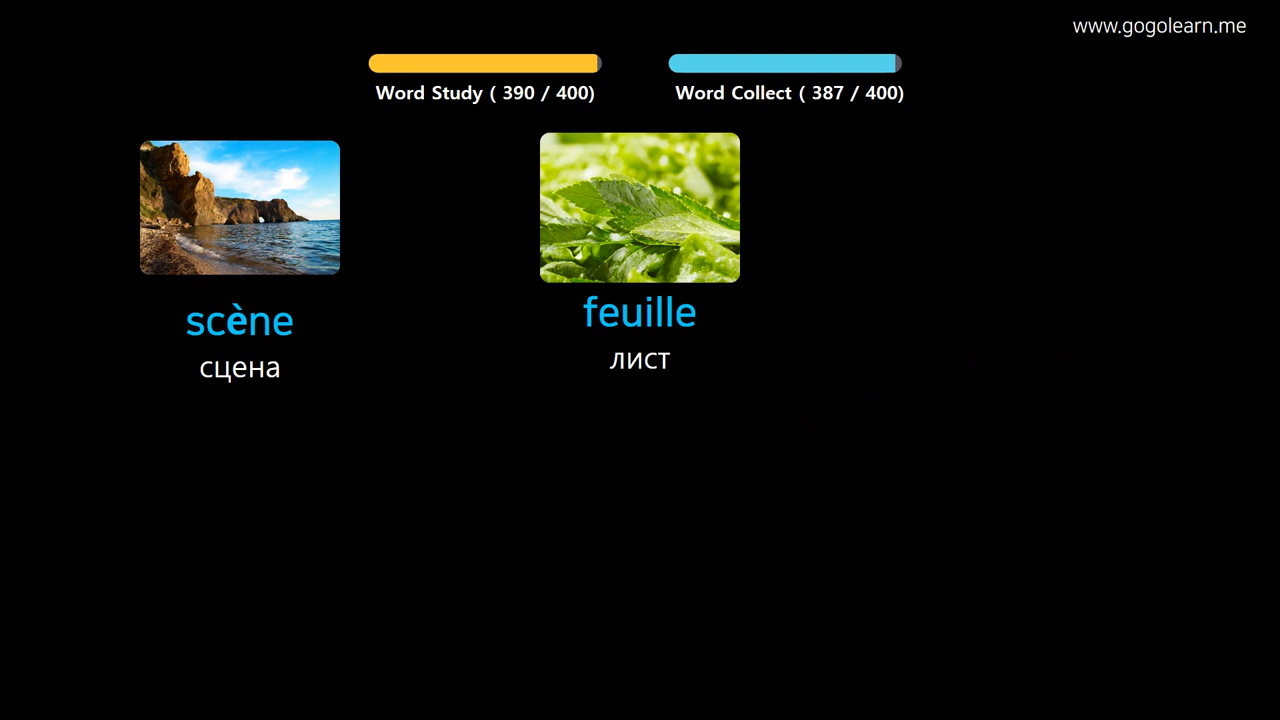 www.gogolearn.me
Word Study ( 390 / 400)
Word Collect ( 387 / 400)
scène
сцена
feuille
лист